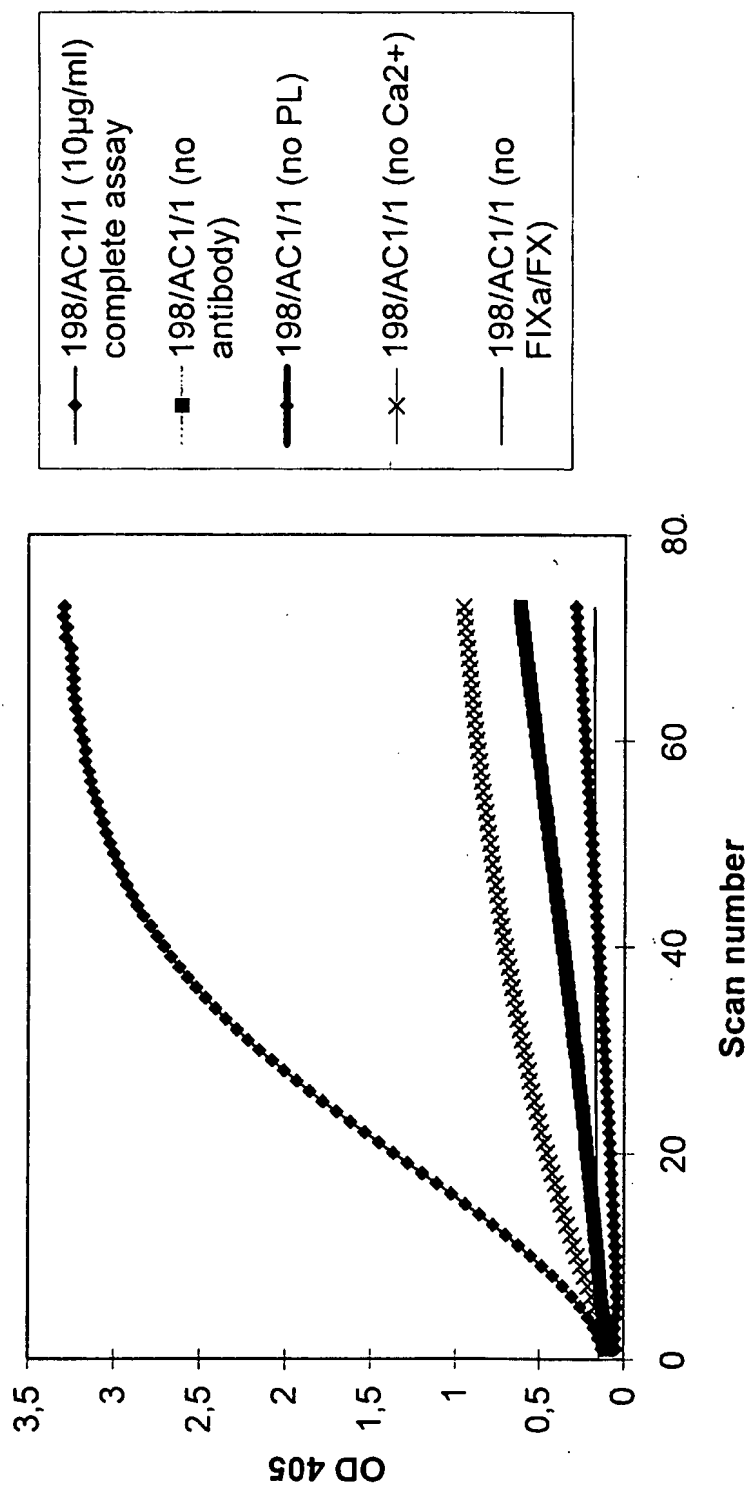 198/AC1/1 (10µg/ml)
complete assay
198/AC1/1 (no
antibody)
198/AC1/1 (no PL)
198/AC1/1 (no Ca2+)
198/AC1/1 (no
FIXa/FX)
3,5
3
2,5
2
1,5
1
0,5
0
OD 405
0
20
40
60
80
Scan number